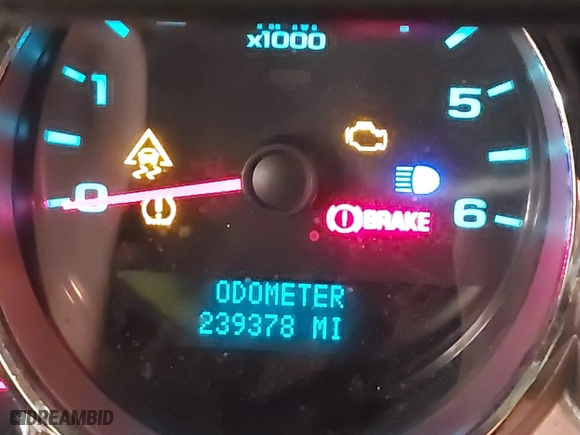 x1000
1
5
0
6
BRAKE
ODOMETER
239378 MI
DREAMBID